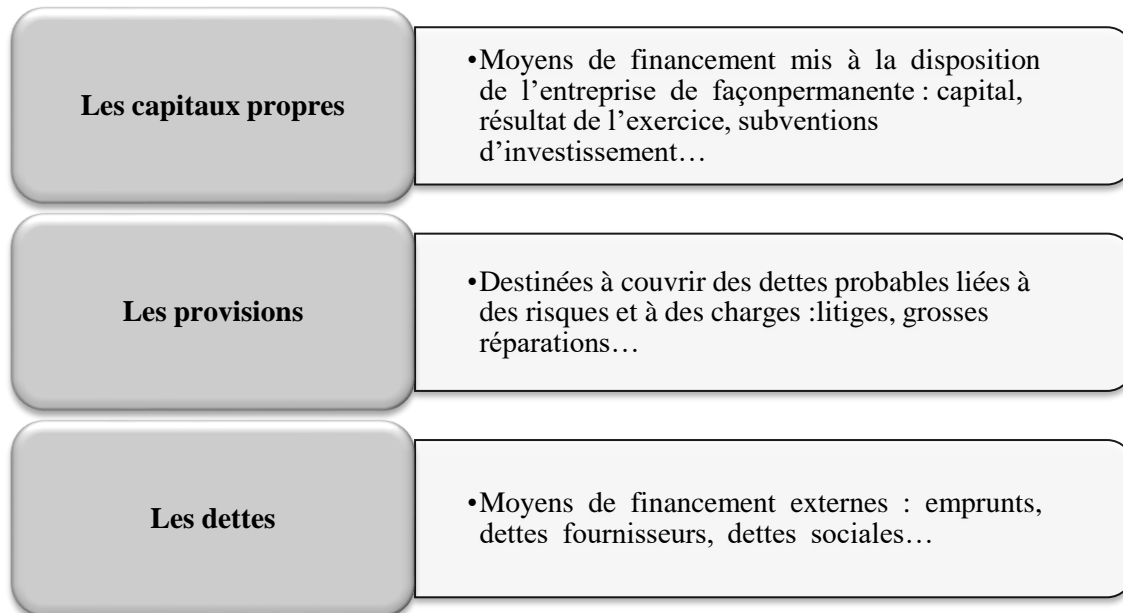 Les capitaux propres
•Moyens de financement mis à la disposition
de l’entreprise de façonpermanente : capital,
résultat de l’exercice, subventions
d’investissement…
Les provisions
•Destinées à couvrir des dettes probables liées à
des risques et à des charges :litiges, grosses
réparations…
Les dettes
•Moyens de financement externes : emprunts,
dettes fournisseurs, dettes sociales…